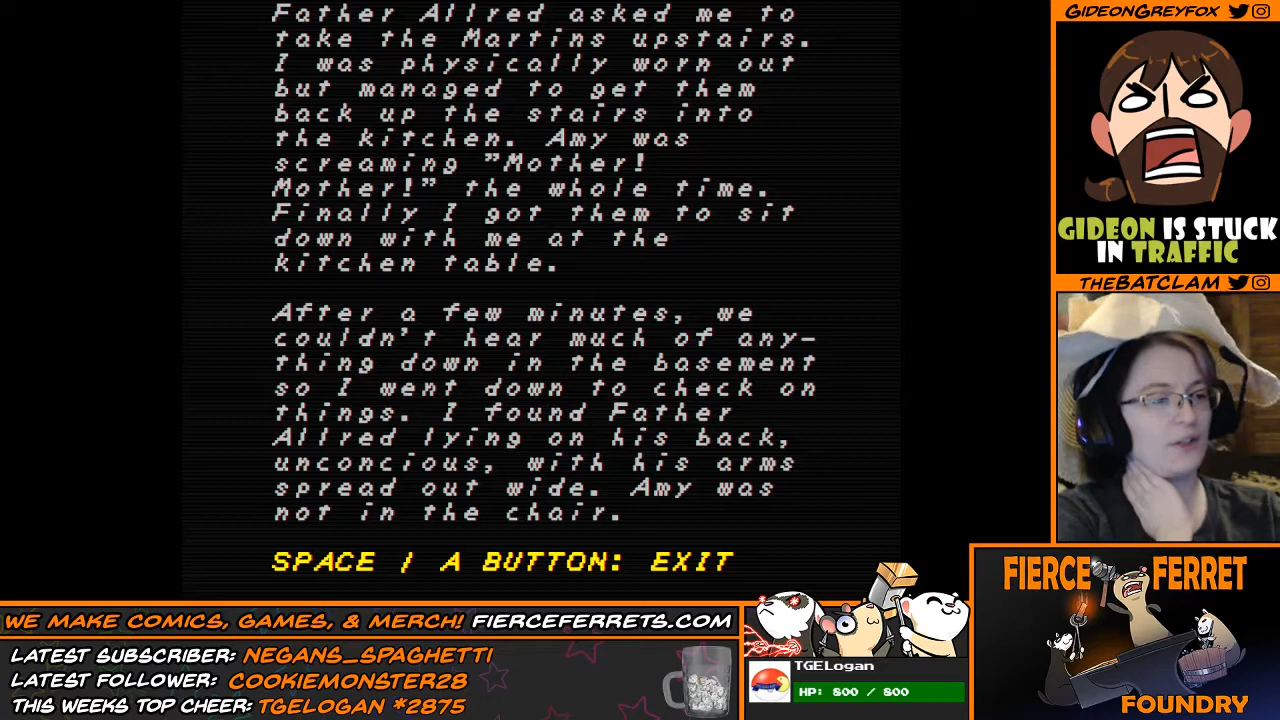 Father Allred asked me to
take the Martins upstairs.
I was physically worn out
but managed to get them
back up the stairs into
the kitchen. Amy was
screaming "Mother!
Mother!" the whole time.
Finally I got them to sit
down with me at the
kitchen table.
After a few minutes, we
couldn't hear much of any-
thing down in the basement
so I went down to check on
things. I found Father
Allred lying on his back,
unconcious, with his arms
spread out wide. Amy was
not in the chair.
SPACE / A BUTTON: EXIT
GIDEONGREYFOX
GIDEON IS STUCK
IN TRAFFIC
THEBATCLAM
FIERCE FERRET
FOUNDRY
WE MAKE COMICS, GAMES, & MERCH! FIERCEFERRETS.COM
LATEST SUBSCRIBER: NEGANS_SPAGHETTI
LATEST FOLLOWER: COOKIEMONSTER28
THIS WEEKS TOP CHEER: TGELOGAN *2875
TGELogan
HP: 800 / 800